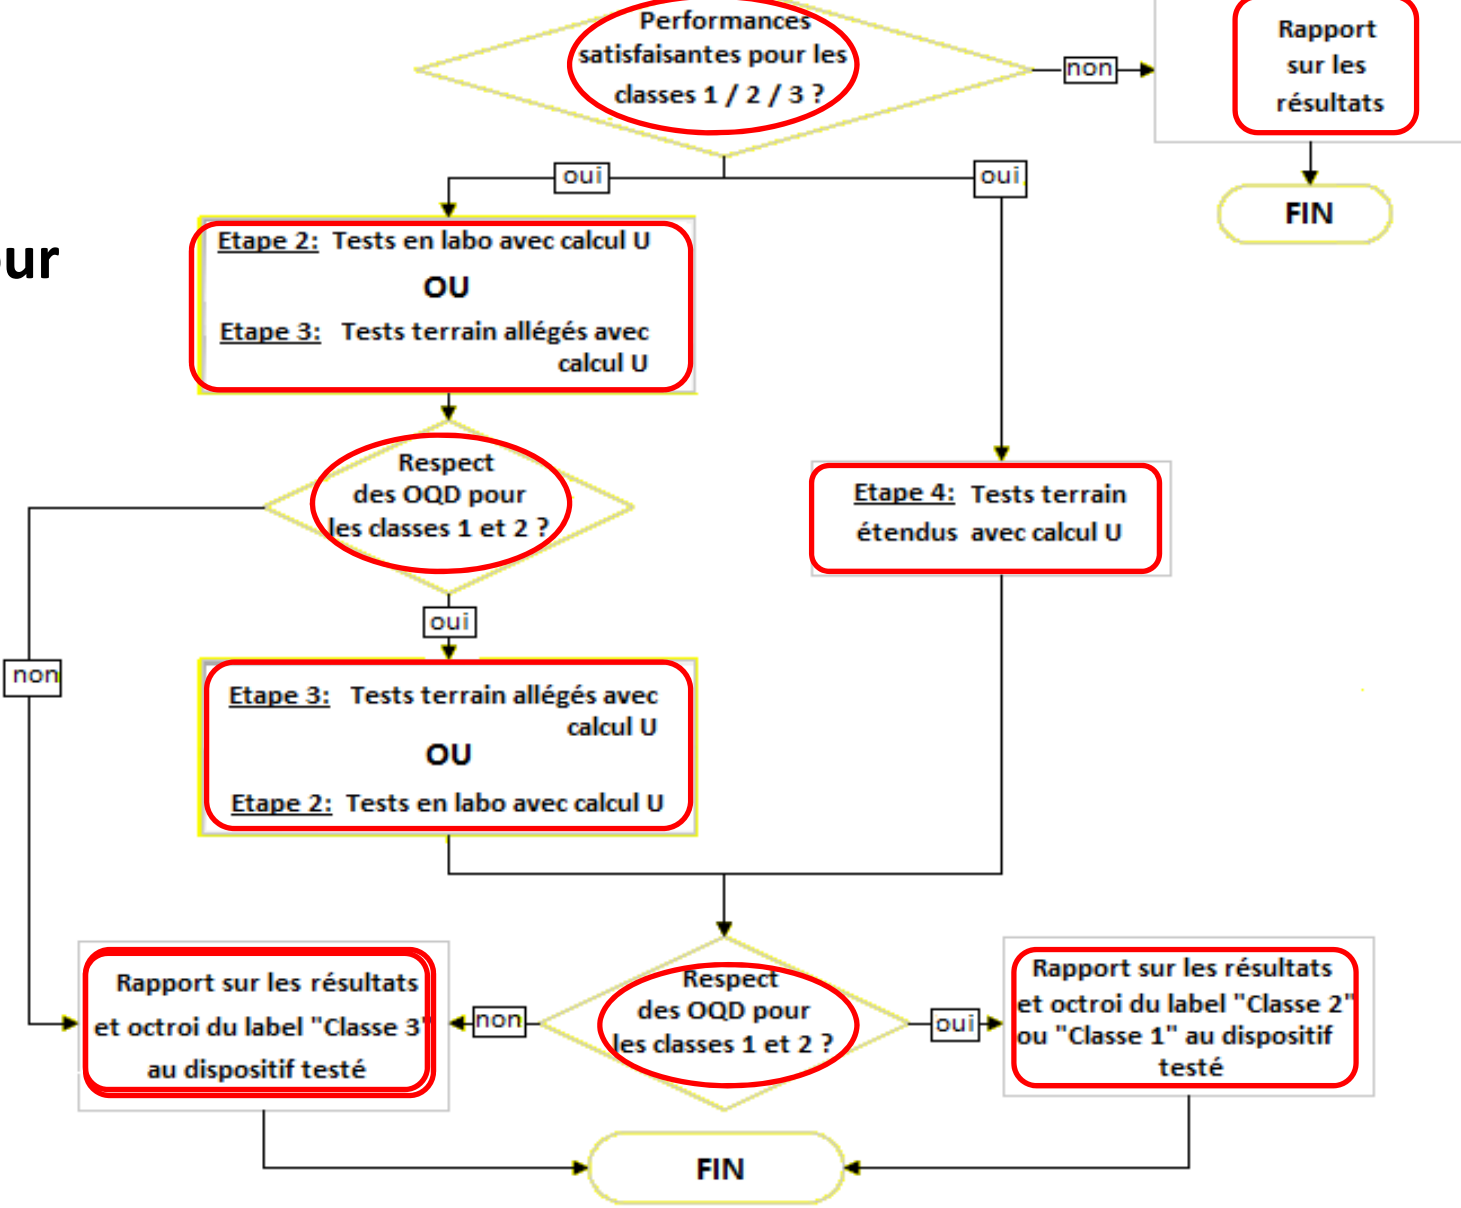 Performances
satisfaisantes pour les
classes 1 / 2 / 3 ?
non
Rapport
sur les
résultats
FIN
oui
oui
ur
Etape 2: Tests en labo avec calcul U
OU
Etape 3: Tests terrain allégés avec
calcul U
Respect
des OQD pour
les classes 1 et 2 ?
Etape 4: Tests terrain
étendus avec calcul U
oui
non
Etape 3: Tests terrain allégés avec
calcul U
OU
Etape 2: Tests en labo avec calcul U
Rapport sur les résultats
et octroi du label "Classe 3"
au dispositif testé
non
Respect
des OQD pour
les classes 1 et 2 ?
oui
Rapport sur les résultats
et octroi du label "Classe 2"
ou "Classe 1" au dispositif
testé
FIN